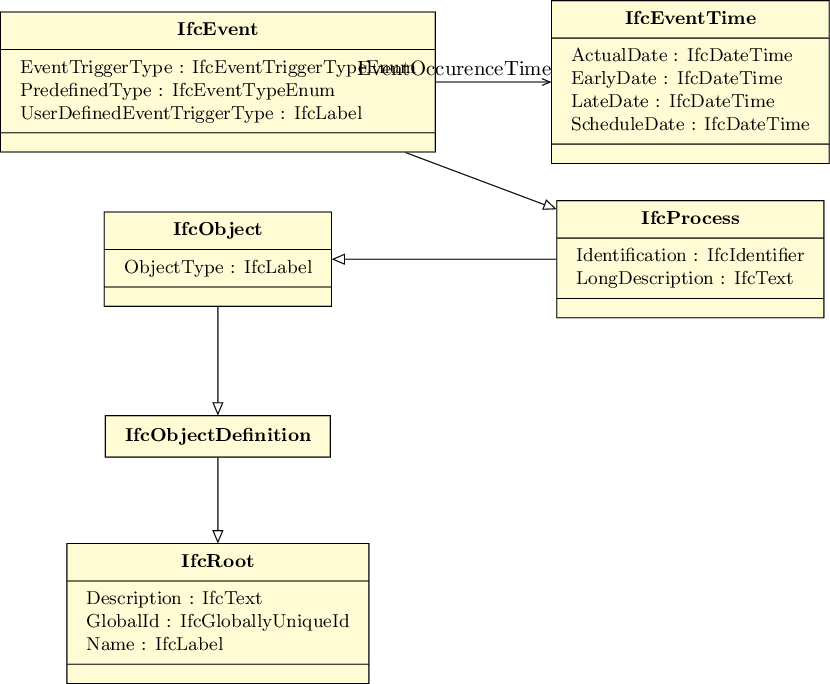 IfcEvent
EventTriggerType : IfcEventTriggerTypeEnum
PredefinedType : IfcEventTypeEnum
UserDefinedEventTriggerType : IfcLabel
EventOccurenceTime
IfcEventTime
ActualDate : IfcDateTime
EarlyDate : IfcDateTime
LateDate : IfcDateTime
ScheduleDate : IfcDateTime
IfcObject
ObjectType : IfcLabel
IfcProcess
Identification : IfcIdentifier
LongDescription : IfcText
IfcObjectDefinition
IfcRoot
Description : IfcText
GlobalId : IfcGloballyUniqueId
Name : IfcLabel